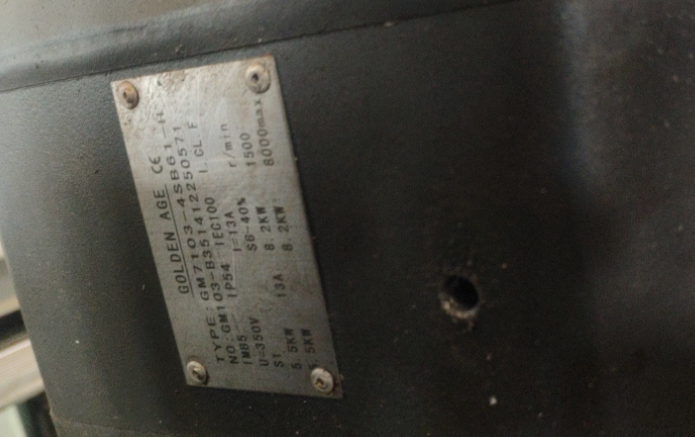 GOLDEN AGE CE
TYPE:GM7103-4SB61-H
NO:GM103-B3514112250571
IMB5 IP54 IEC100 I.CL.F
U=350V I=13A r/min
S1 S6-40%
5.5KW 13A 8.2KW 1500
5.5KW 8.2KW 8000max